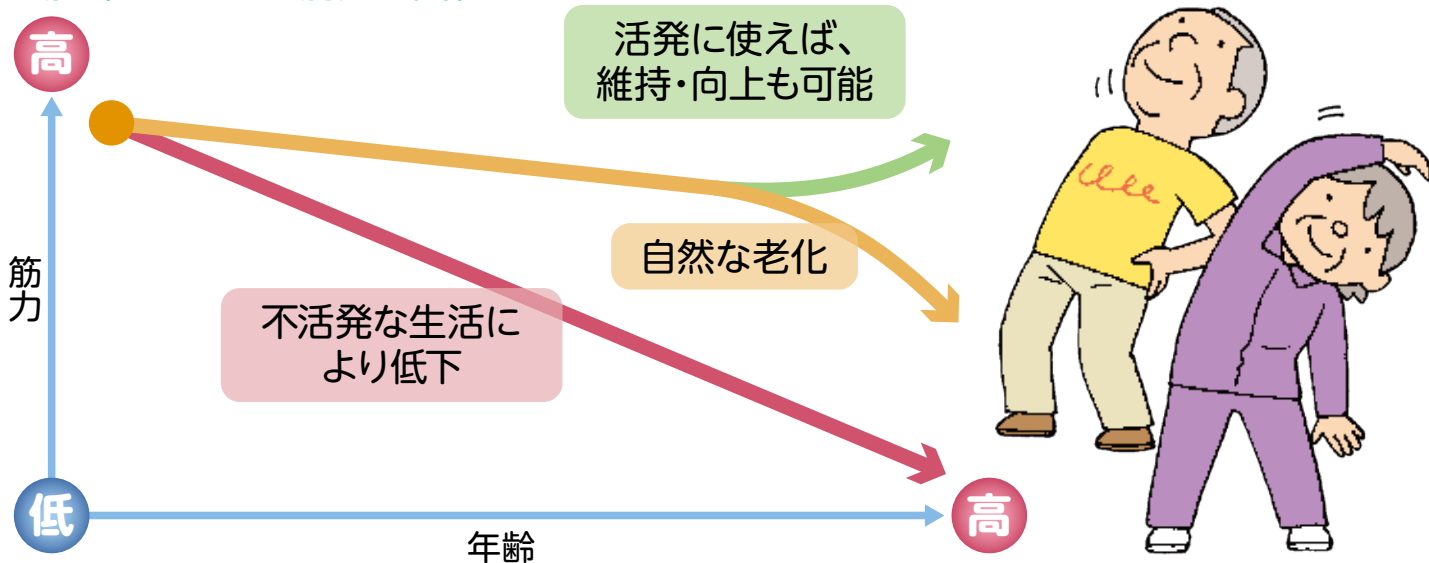 高
活発に使えば、
維持・向上も可能
自然な老化
筋力
不活発な生活に
より低下
低
高
年齢